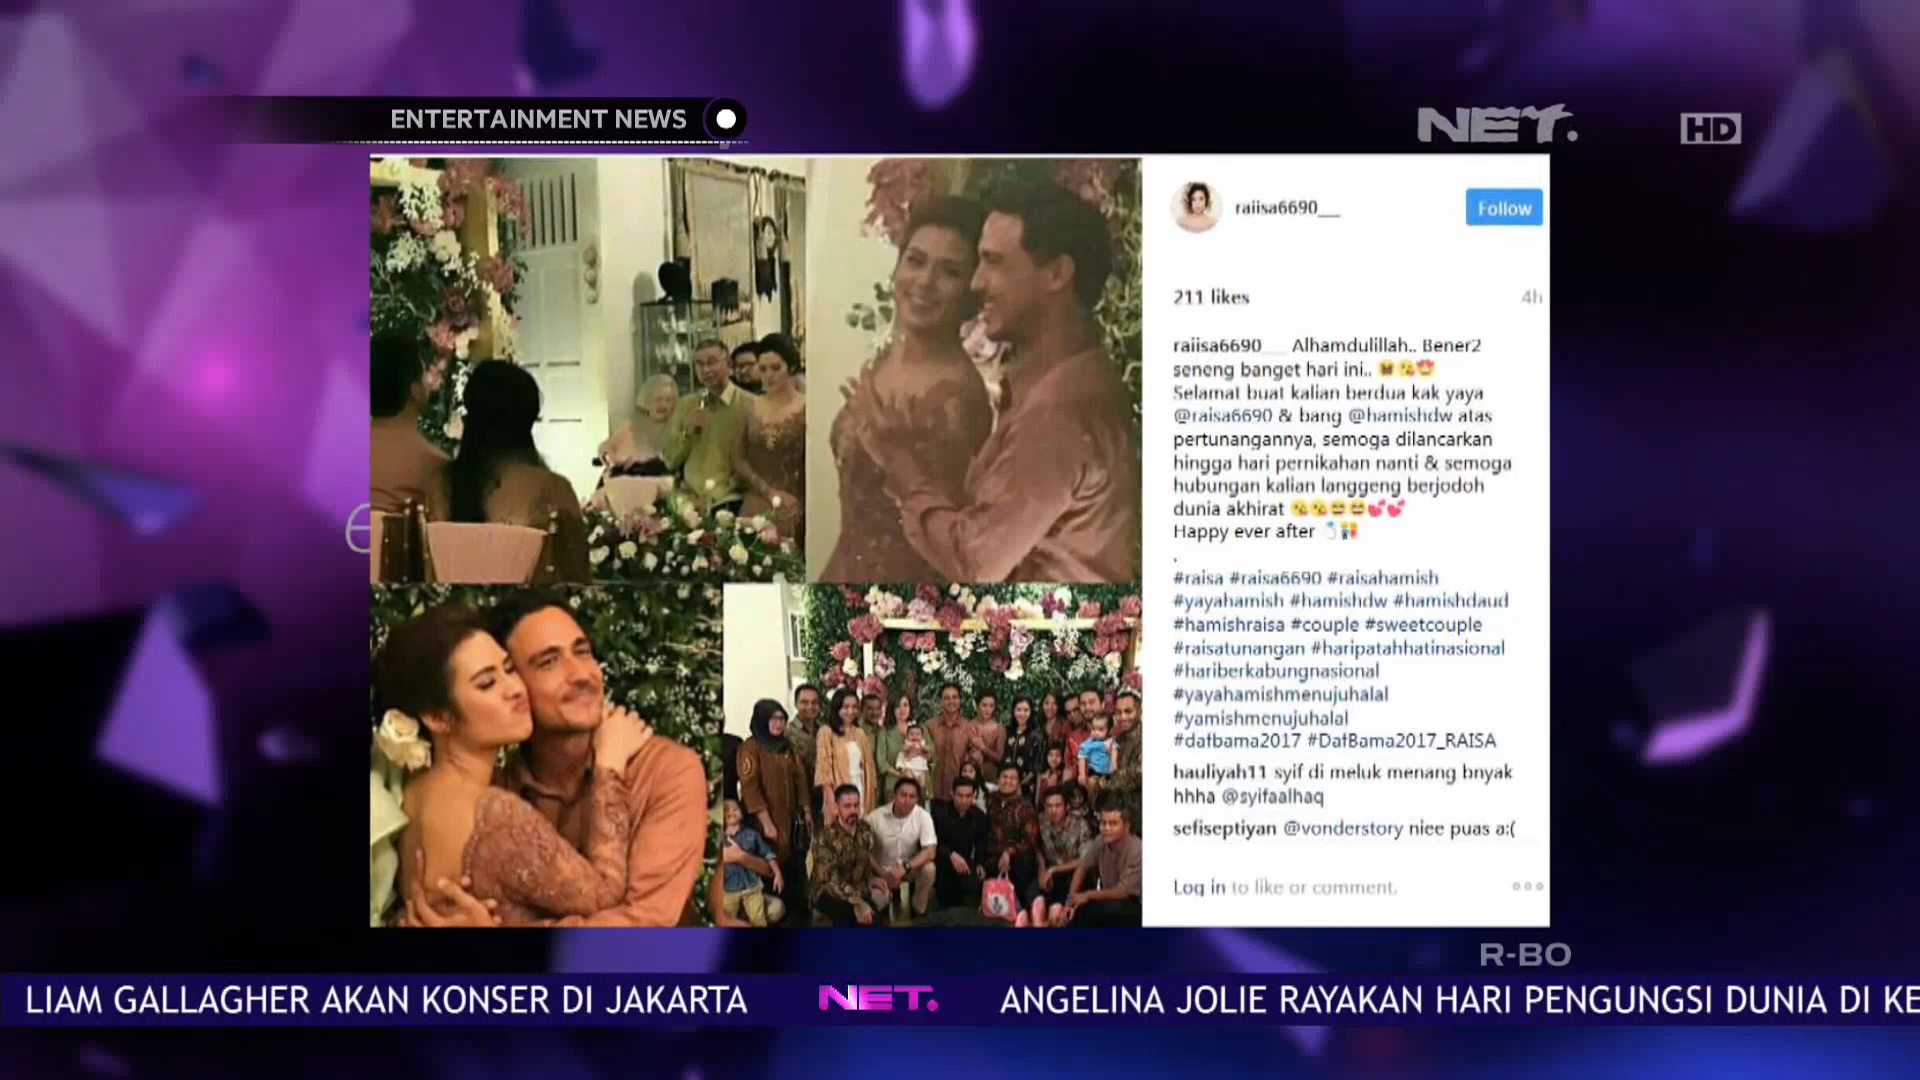 ENTERTAINMENT NEWS
NET.
HD
raiisa6690__
Follow
211 likes
4h
raiisa6690__ Alhamdulillah.. Bener2
seneng banget hari ini.. 😆😘😍
Selamat buat kalian berdua kak yaya
@raisa6690 & bang @hamishdw atas
pertunangannya, semoga dilancarkan
hingga hari pernikahan nanti & semoga
hubungan kalian langgeng berjodoh
dunia akhirat 😘😘😄😄💕💕
Happy ever after 💍👫
.
#raisa #raisa6690 #raisahamish
#yayahamish #hamishdw #hamishdaud
#hamishraisa #couple #sweetcouple
#raisatunangan #haripatahhatinasional
#hariberkabungnasional
#yayahamishmenujuhalal
#yamishmenujuhalal
#datbama2017 #DatBama2017_RAISA
hauliyah11 syif di meluk menang bnyak
hhha @syifaalhaq
sefiseptiyan @vonderstory niee puas a:(
Log in to like or comment.
R-BO
LIAM GALLAGHER AKAN KONSER DI JAKARTA NET. ANGELINA JOLIE RAYAKAN HARI PENGUNGSI DUNIA DI KE